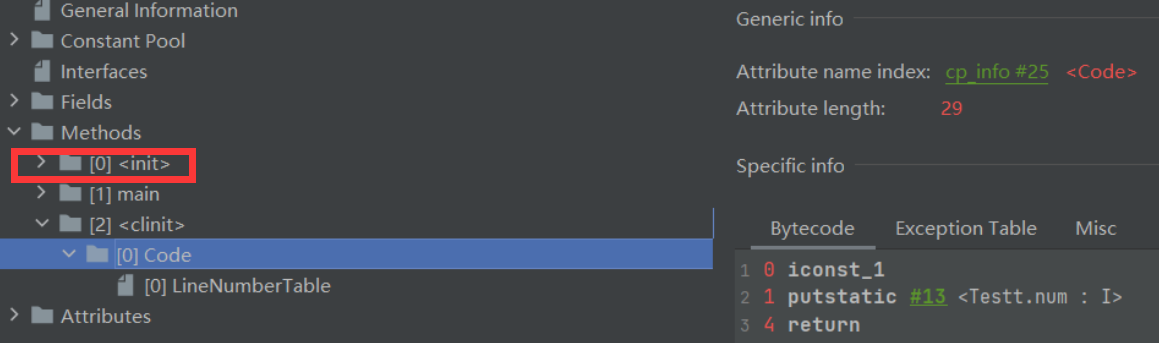 General Information
Constant Pool
Interfaces
Fields
Methods
[0] <init>
[1] main
[2] <clinit>
[0] Code
[0] LineNumberTable
Attributes
Generic info
Attribute name index: cp_info #25 <Code>
Attribute length: 29
Specific info
Bytecode Exception Table Misc
1 0 iconst_1
2 1 putstatic #13 <Testt.num : I>
3 4 return